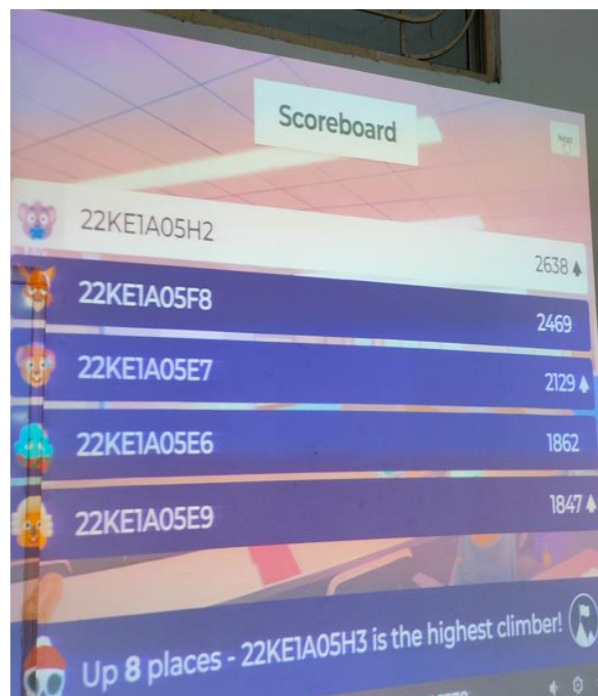 Scoreboard
Next
22KE1A05H2
2638
22KE1A05F8
2469
22KE1A05E7
2129
22KE1A05E6
1862
22KE1A05E9
1847
Up 8 places - 22KE1A05H3 is the highest climber!